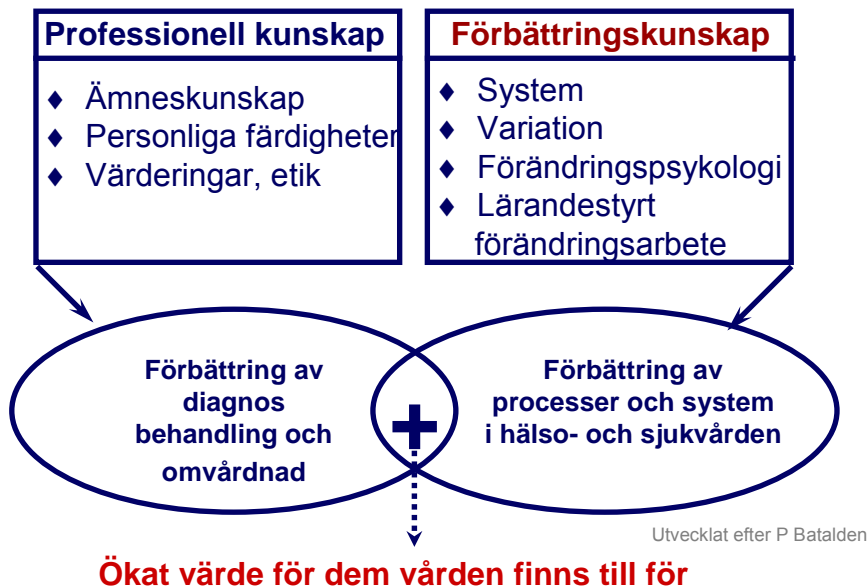 Professionell kunskap
♦ Ämneskunskap
♦ Personliga färdigheter
♦ Värderingar, etik
Förbättringskunskap
♦ System
♦ Variation
♦ Förändringspsykologi
♦ Lärandestyrt
förändringsarbete
Förbättring av
diagnos
behandling och
omvårdnad
+
Förbättring av
processer och system
i hälso- och sjukvården
Utvecklat efter P Batalden
Ökat värde för dem vården finns till för